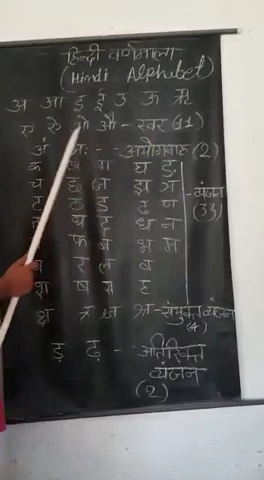 हिन्दी वर्णमाला
(Hindi Alphabet)
अ आ इ ई उ ऊ ऋ
ए ऐ ओ औ - स्वर (11)
अं अः - - अयोगवाह (2)
क ग घ ङ
च छ ज झ ञ - व्यंजन
ट ठ ड ढ ण (33)
थ द ध न
फ ब भ म
र ल ब
श ष स ह
क्ष त्र ज्ञ श्र - संयुक्त व्यंजन
(4)
ड़ ढ़ - - अतिरिक्त
व्यंजन
(2)